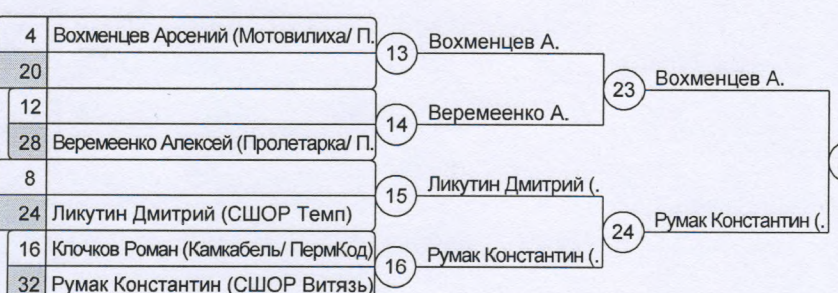 4 Вохменцев Арсений (Мотовилиха/ П.
13 Вохменцев А.
20
23 Вохменцев А.
12
14 Веремеенко А.
28 Веремеенко Алексей (Пролетарка/ П.
8
15 Ликутин Дмитрий (.
24 Ликутин Дмитрий (СШОР Темп)
24 Румак Константин (.
16 Клочков Роман (Камкабель/ ПермКод)
16 Румак Константин (.
32 Румак Константин (СШОР Витязь)